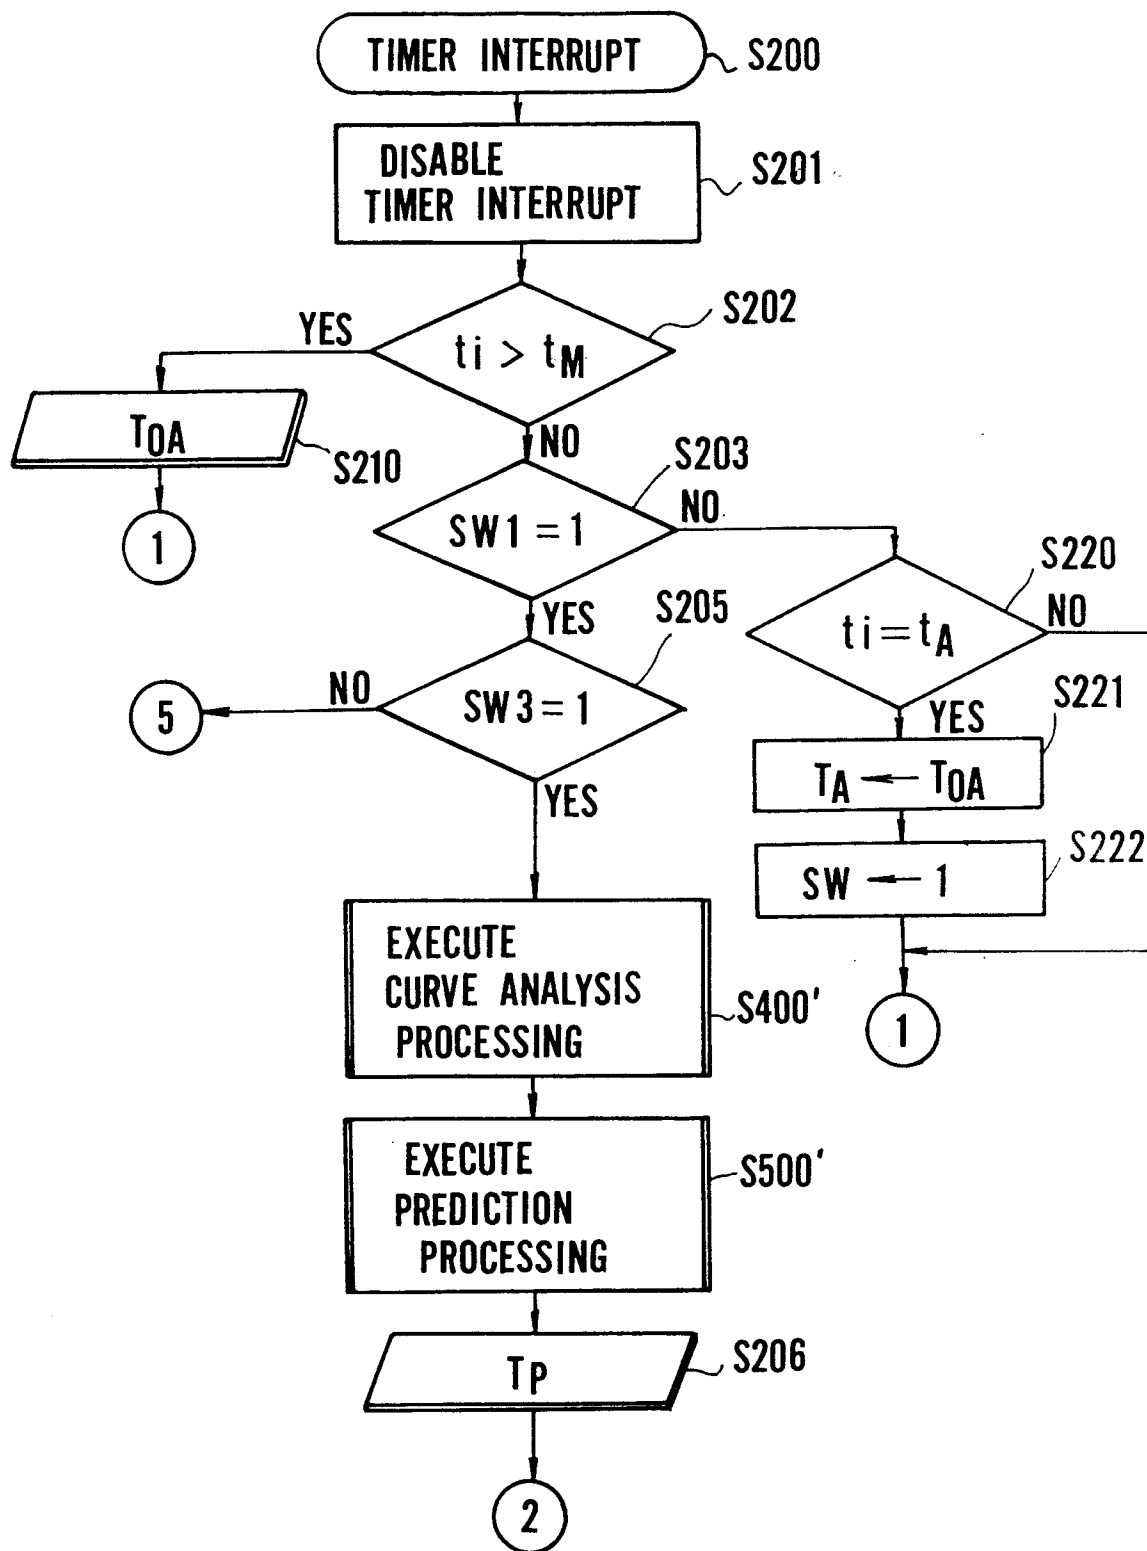 TIMER INTERRUPT
S200
DISABLE
TIMER INTERRUPT
S201
ti > tM
S202
YES
NO
TOA
S210
1
SW1 = 1
S203
NO
YES
ti = tA
S220
NO
YES
SW3 = 1
S205
NO
5
YES
TA ← TOA
S221
SW ← 1
S222
1
EXECUTE
CURVE ANALYSIS
PROCESSING
S400'
EXECUTE
PREDICTION
PROCESSING
S500'
TP
S206
2